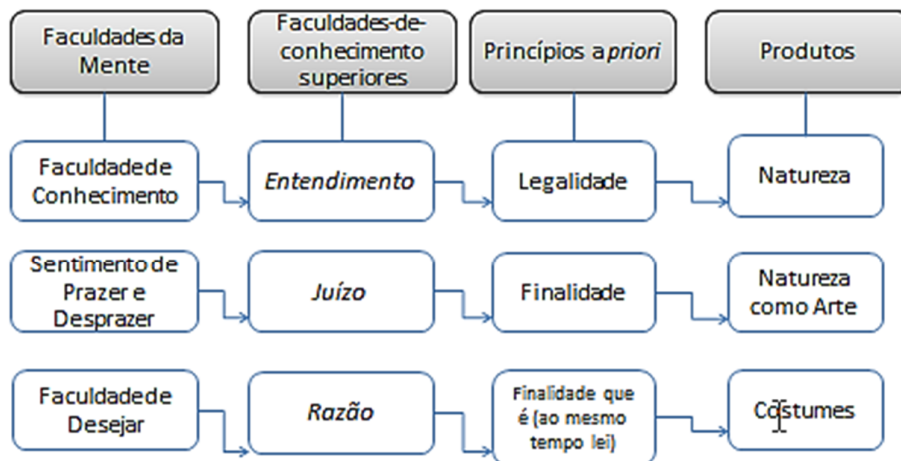 Faculdades da
Mente
Faculdades-de-
conhecimento
superiores
Princípios a priori
Produtos
Faculdade de
Conhecimento
Entendimento
Legalidade
Natureza
Sentimento de
Prazer e
Desprazer
Juízo
Finalidade
Natureza
como Arte
Faculdade de
Desejar
Razão
Finalidade que
é (ao mesmo
tempo lei)
Costumes